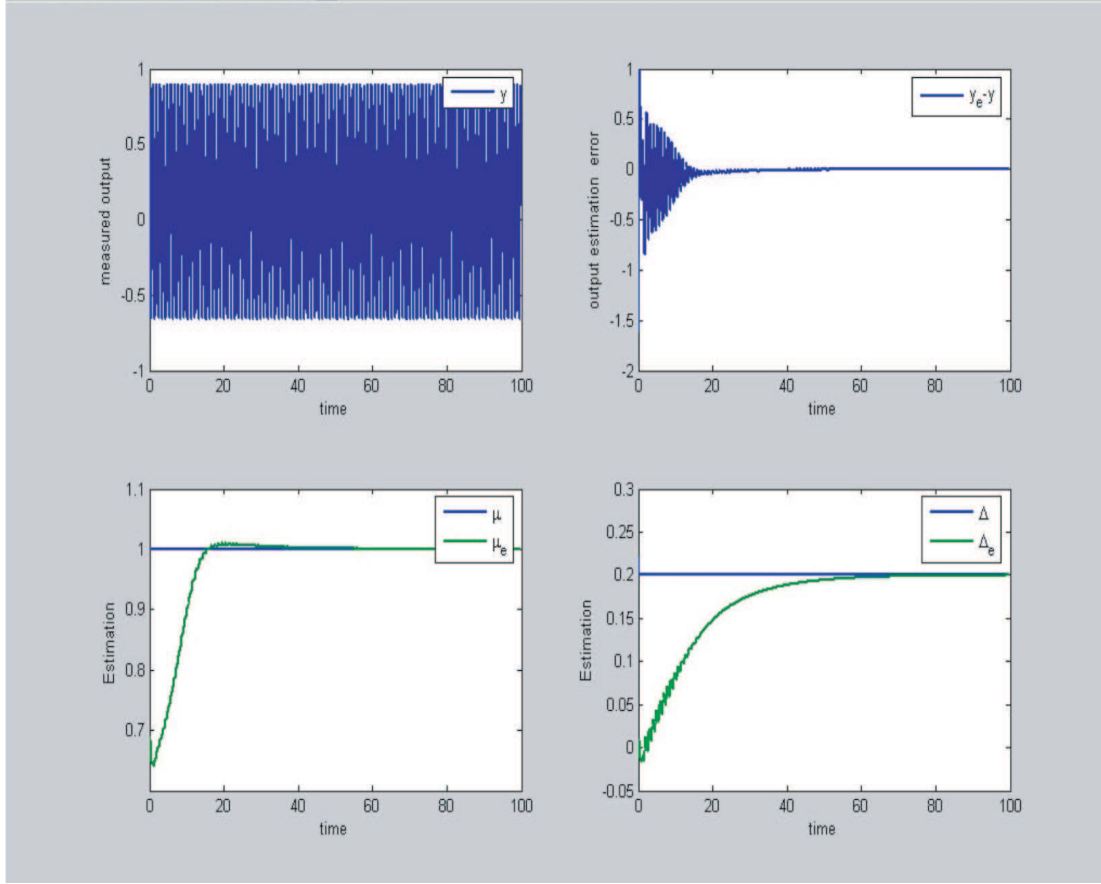 1
0.5
0
-0.5
-1
measured output
0 20 40 60 80 100
time
y
1
0.5
0
-0.5
-1
-1.5
-2
output estimation error
0 20 40 60 80 100
time
yₑ-y
1.1
1
0.9
0.8
0.7
Estimation
0 20 40 60 80 100
time
μ
μₑ
0.3
0.25
0.2
0.15
0.1
0.05
0
-0.05
Estimation
0 20 40 60 80 100
time
Δ
Δₑ